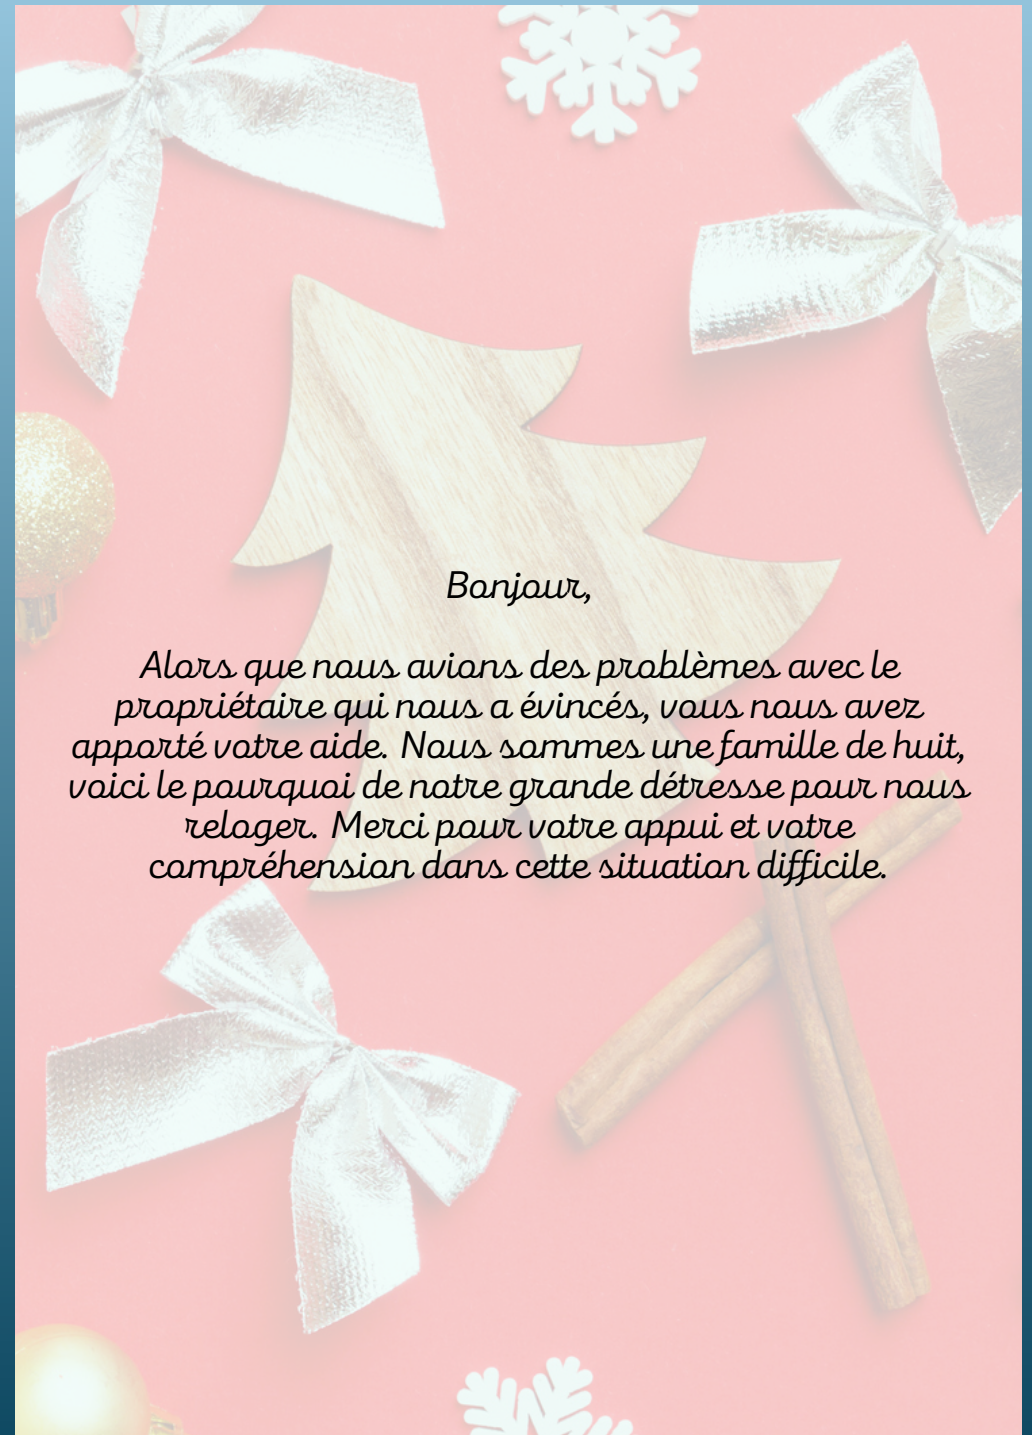 Bonjour,
Alors que nous avions des problèmes avec le
propriétaire qui nous a évincés, vous nous avez
apporté votre aide. Nous sommes une famille de huit,
voici le pourquoi de notre grande détresse pour nous
reloger. Merci pour votre appui et votre
compréhension dans cette situation difficile.